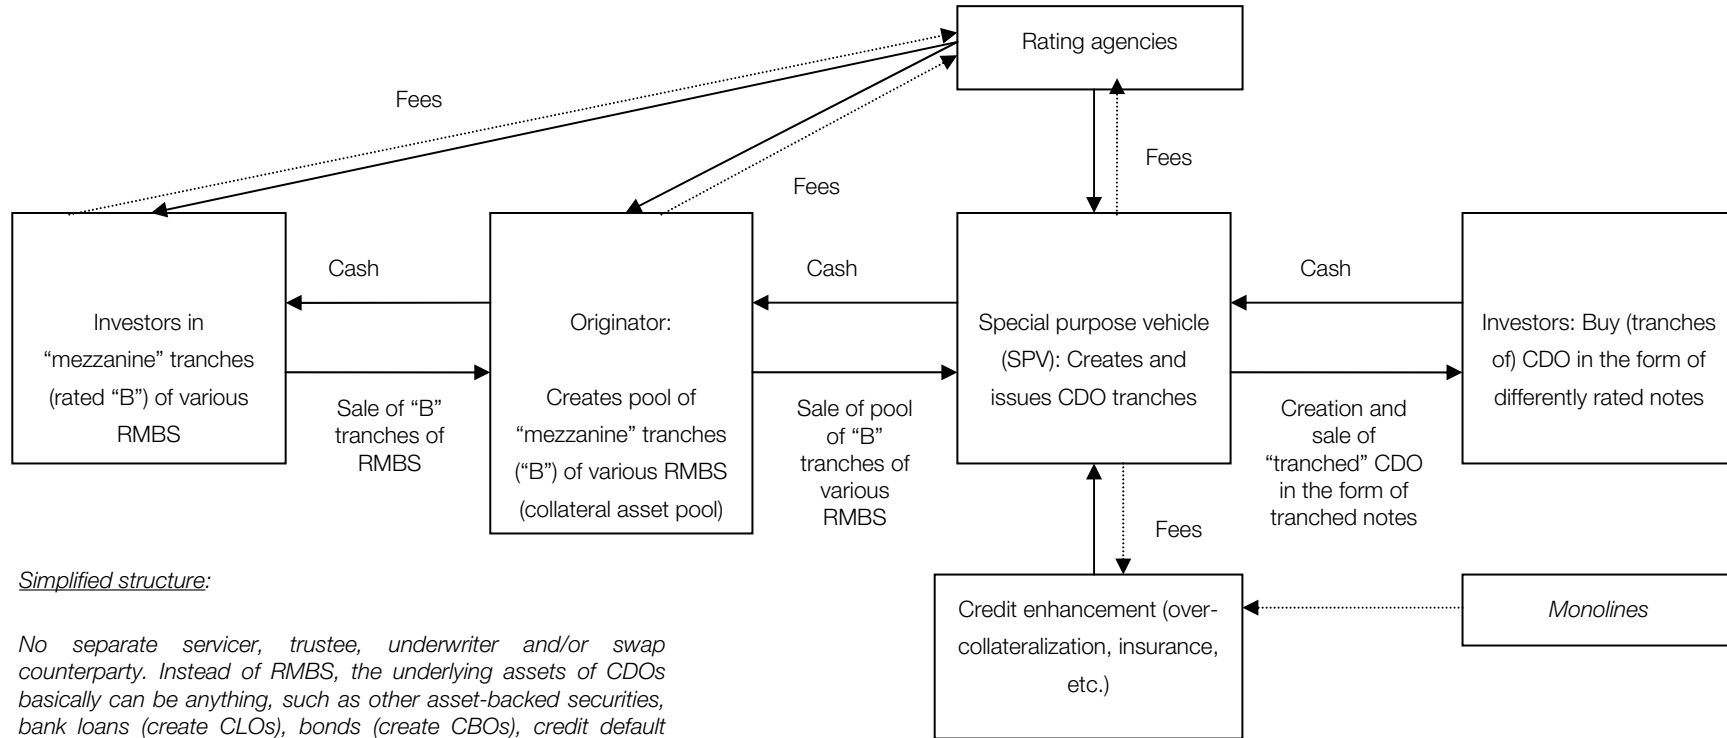 Rating agencies
Fees
Fees
Fees
Cash
Cash
Cash
Investors in
“mezzanine” tranches
(rated “B”) of various
RMBS
Sale of “B”
tranches of
RMBS
Originator:
Creates pool of
“mezzanine” tranches
(“B”) of various RMBS
(collateral asset pool)
Sale of pool
of “B”
tranches of
various
RMBS
Special purpose vehicle
(SPV): Creates and
issues CDO tranches
Creation and
sale of
“tranched” CDO
in the form of
tranched notes
Investors: Buy (tranches
of) CDO in the form of
differently rated notes
Fees
Credit enhancement (over-
collateralization, insurance,
etc.)
Monolines
Simplified structure:
No separate servicer, trustee, underwriter and/or swap
counterparty. Instead of RMBS, the underlying assets of CDOs
basically can be anything, such as other asset-backed securities,
bank loans (create CLOs), bonds (create CBOs), credit default